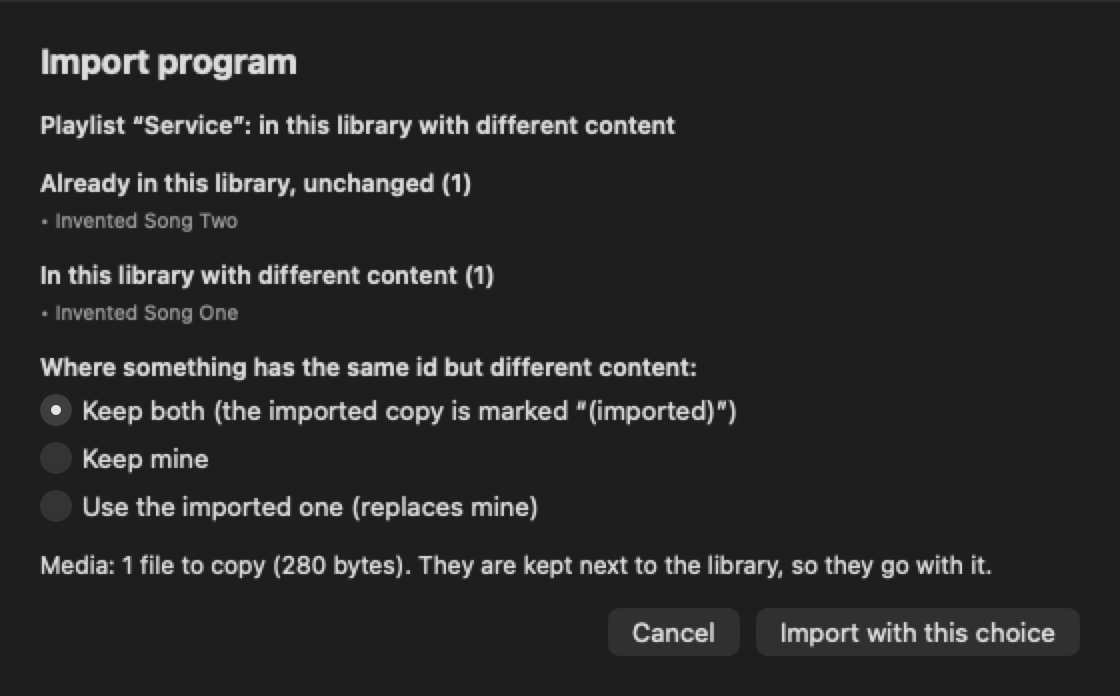 Import program
Playlist “Service”: in this library with different content
Already in this library, unchanged (1)
• Invented Song Two
In this library with different content (1)
• Invented Song One
Where something has the same id but different content:
Keep both (the imported copy is marked "(imported)")
Keep mine
Use the imported one (replaces mine)
Media: 1 file to copy (280 bytes). They are kept next to the library, so they go with it.
Cancel
Import with this choice